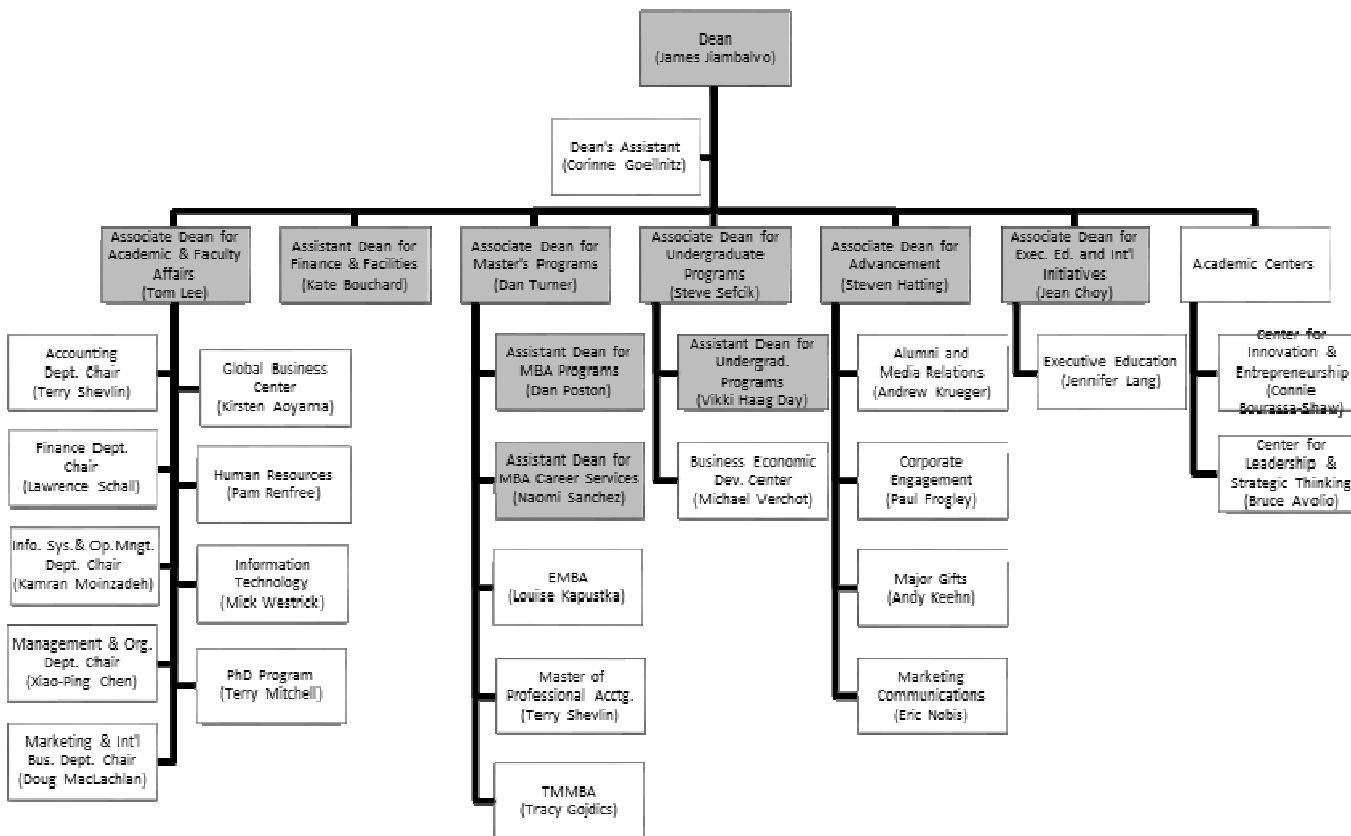 Dean
(James Jiambalvo)
Dean's Assistant
(Corinne Goellnitz)
Associate Dean for
Academic & Faculty
Affairs
(Tom Lee)
Assistant Dean for
Finance & Facilities
(Kate Bouchard)
Associate Dean for
Master's Programs
(Dan Turner)
Associate Dean for
Undergraduate
Programs
(Steve Sefcik)
Associate Dean for
Advancement
(Steven Hatting)
Associate Dean for
Exec. Ed. and Int'l
Initiatives
(Jean Choy)
Academic Centers
Accounting
Dept. Chair
(Terry Shevlin)
Finance Dept.
Chair
(Lawrence Schall)
Info. Sys.& Op.Mngt.
Dept. Chair
(Kamran Moinzadeh)
Management & Org.
Dept. Chair
(Xiao-Ping Chen)
Marketing & Int'l
Bus. Dept. Chair
(Doug MacLachlan)
Global Business
Center
(Kirsten Aoyama)
Human Resources
(Pam Renfree)
Information
Technology
(Mick Westrick)
PhD Program
(Terry Mitchell)
Assistant Dean for
MBA Programs
(Dan Poston)
Assistant Dean for
MBA Career Services
(Naomi Sanchez)
EMBA
(Louise Kapustka)
Master of
Professional Acctg.
(Terry Shevlin)
TMMBA
(Tracy Gojdics)
Assistant Dean for
Undergrad.
Programs
(Vikki Haag Day)
Business Economic
Dev. Center
(Michael Verchot)
Alumni and
Media Relations
(Andrew Krueger)
Corporate
Engagement
(Paul Frogley)
Major Gifts
(Andy Keehn)
Marketing
Communications
(Eric Nobis)
Executive Education
(Jennifer Lang)
Center for
Innovation &
Entrepreneurship
(Connie
Bourassa-Shaw)
Center for
Leadership &
Strategic Thinking
(Bruce Avolio)